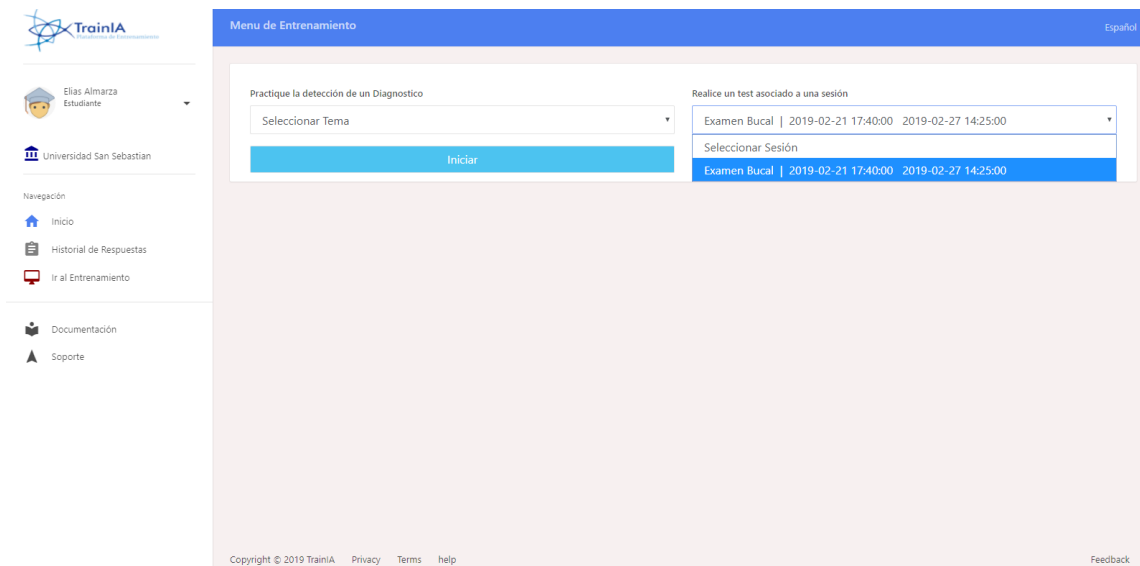 TrainIA
Plataforma de Entrenamiento
Menu de Entrenamiento
Español
Elias Almarza
Estudiante
Universidad San Sebastian
Navegación
Inicio
Historial de Respuestas
Ir al Entrenamiento
Documentación
Soporte
Practique la detección de un Diagnostico
Seleccionar Tema
Iniciar
Realice un test asociado a una sesión
Examen Bucal | 2019-02-21 17:40:00 2019-02-27 14:25:00
Seleccionar Sesión
Examen Bucal | 2019-02-21 17:40:00 2019-02-27 14:25:00
Copyright © 2019 TrainIA Privacy Terms help
Feedback